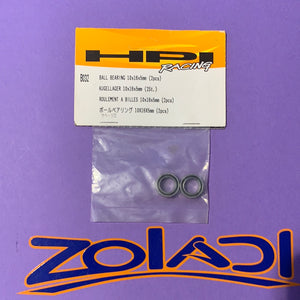 HPI
RACING
B032
BALL BEARING 10x16x5mm (2pcs)
KUGELLAGER 10x16x5mm (2St.)
ROULEMENT A BILLES 10x16x5mm (2pcs)
ボールベアリング 10X16X5mm (2pcs)